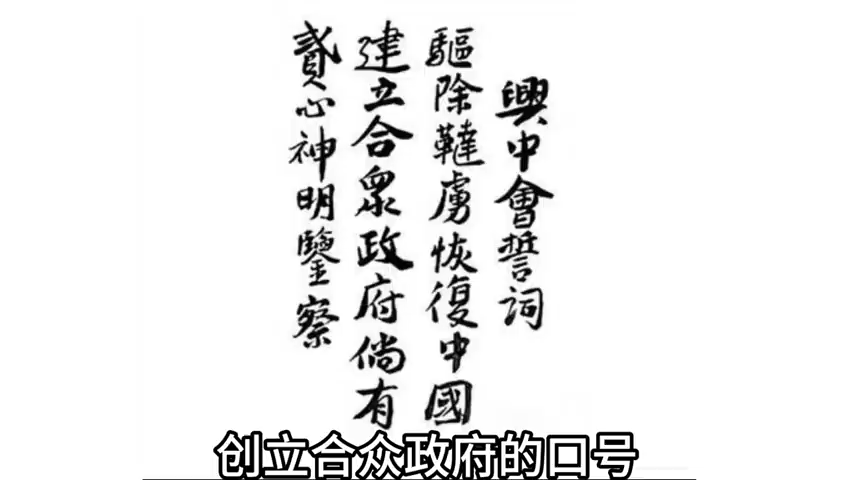 興中會誓詞
驅除韃虜恢復中國
建立合衆政府倘有
貳心神明鑒察
创立合众政府的口号